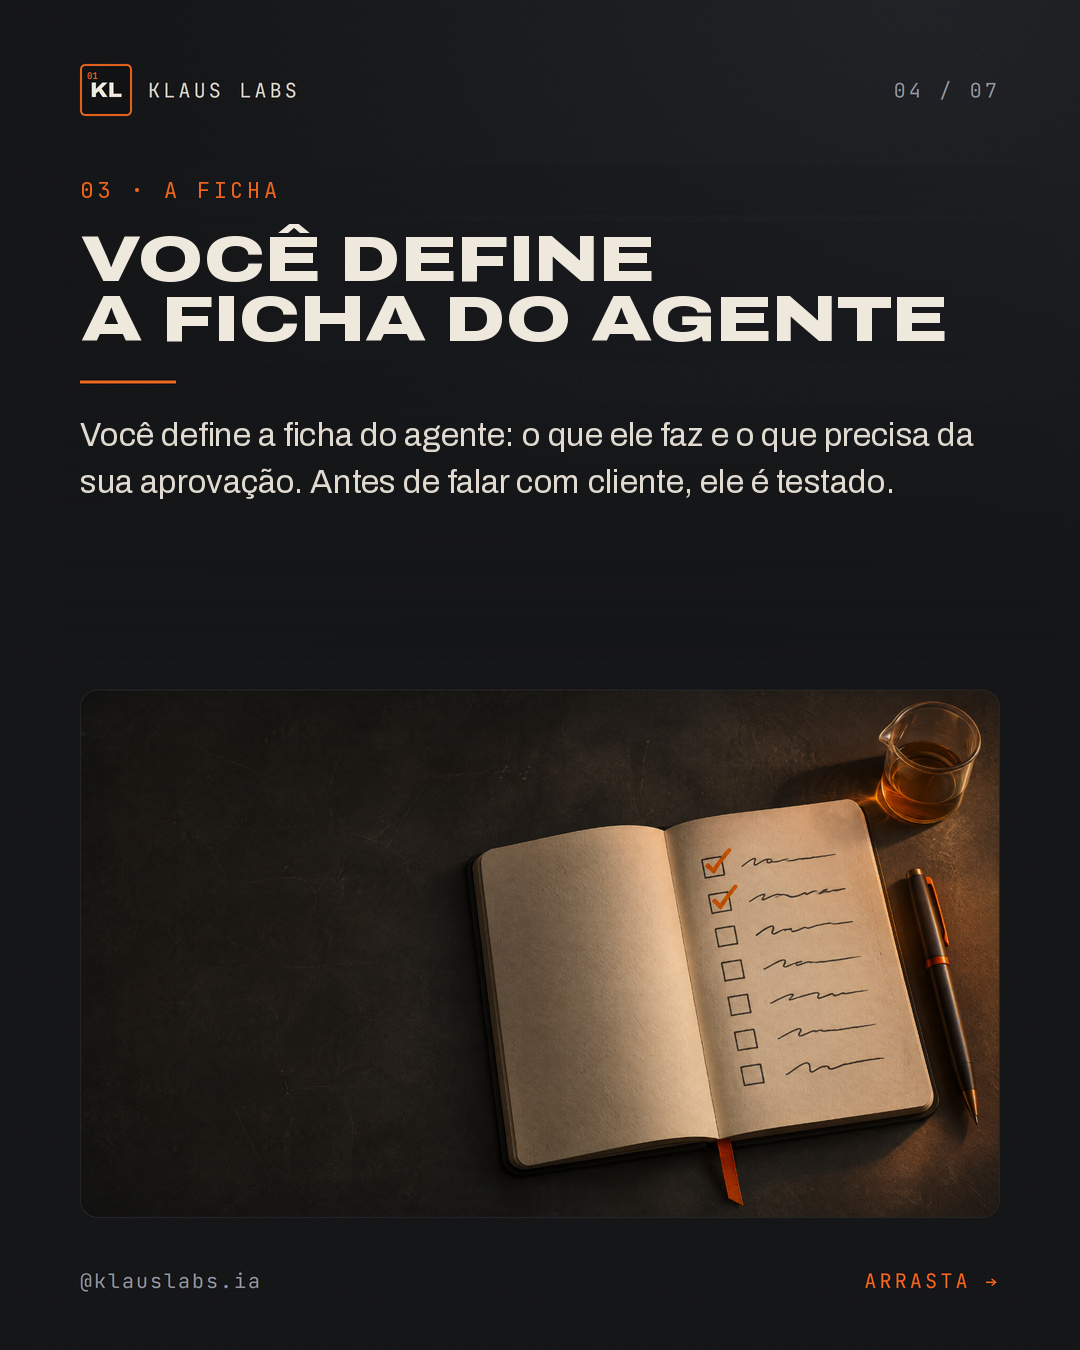 01
KL
KLAUS LABS
04 / 07
03 · A FICHA
VOCÊ DEFINE
A FICHA DO AGENTE
Você define a ficha do agente: o que ele faz e o que precisa da
sua aprovação. Antes de falar com cliente, ele é testado.
@klauslabs.ia
ARRASTA →